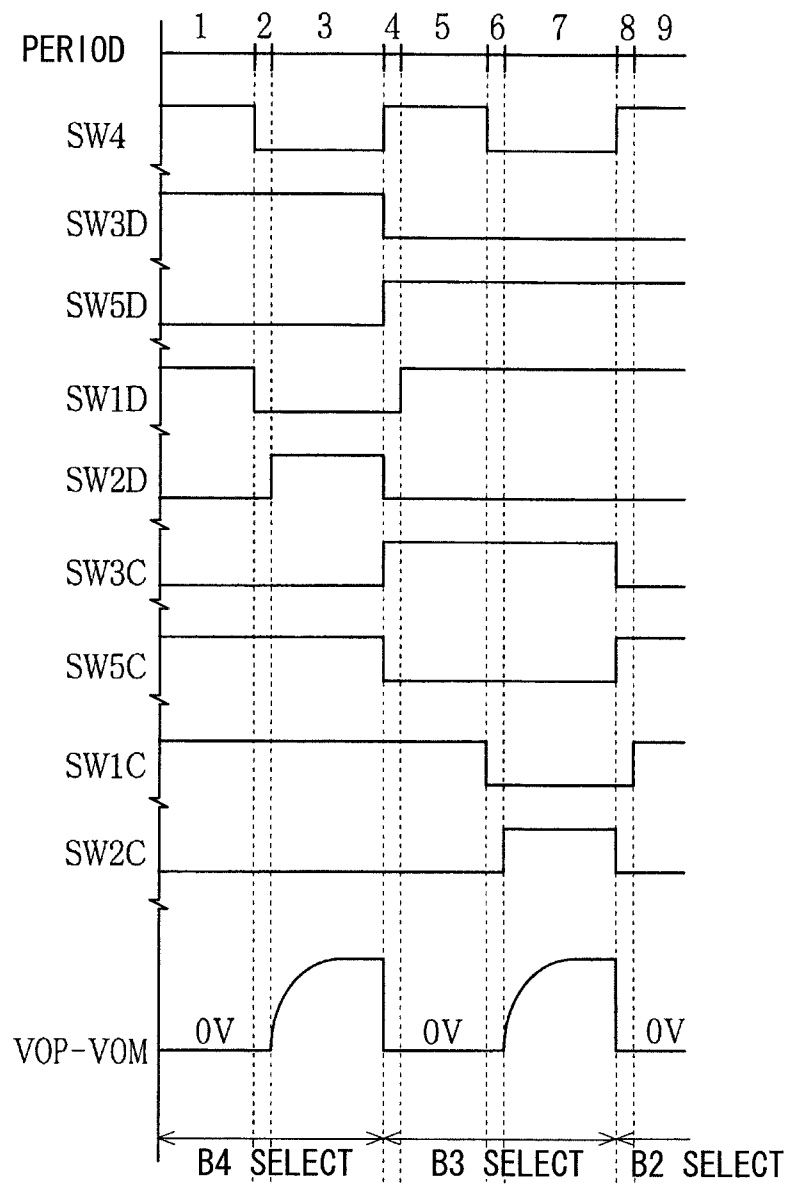 PERIOD 1 2 3 4 5 6 7 8 9
SW4
SW3D
SW5D
SW1D
SW2D
SW3C
SW5C
SW1C
SW2C
VOP-VOM 0V 0V 0V
B4 SELECT B3 SELECT B2 SELECT